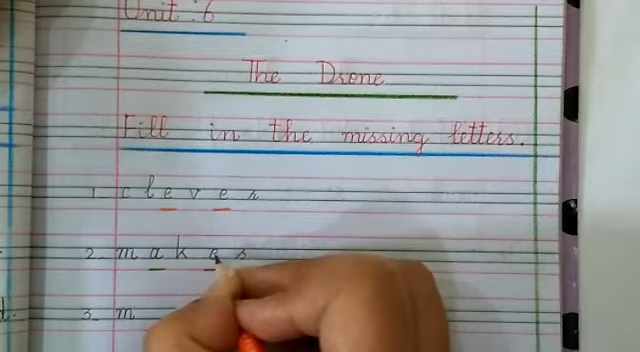 Unit : 6
The Drone
Fill in the missing letters.
1. c l e v e r
2. m a k e s
3. m
d.